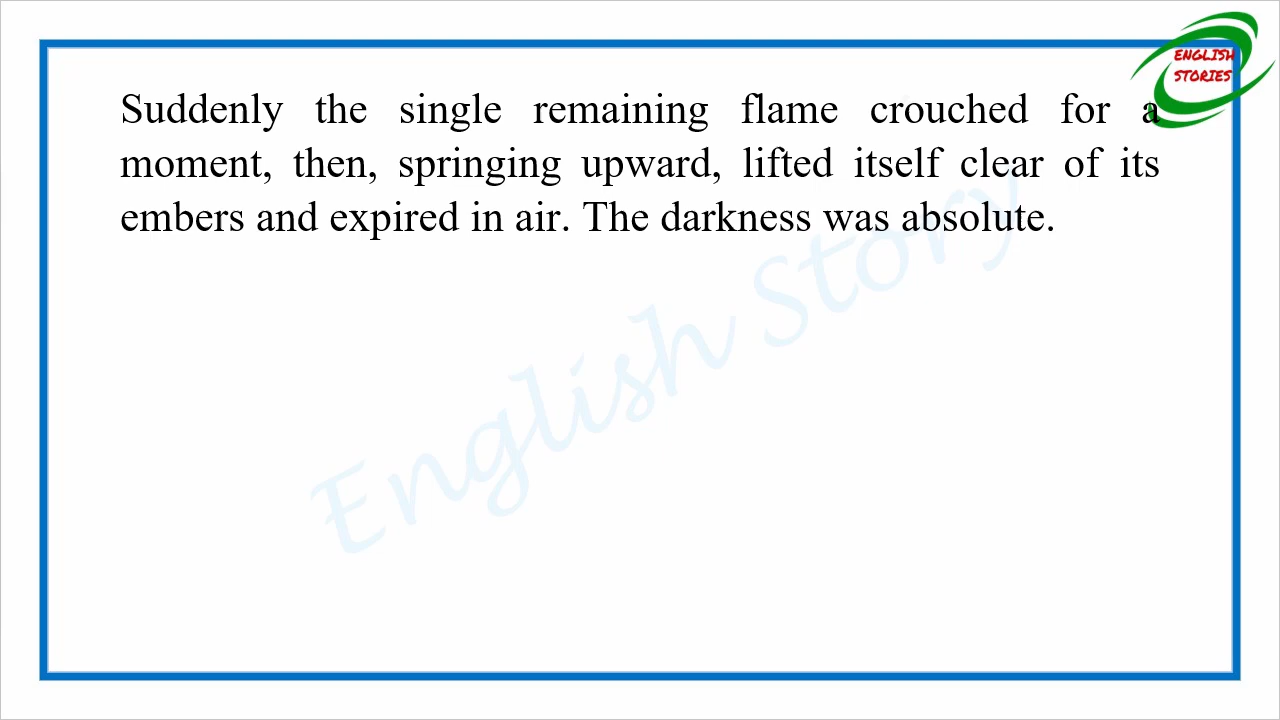 ENGLISH
STORIES
Suddenly the single remaining flame crouched for a
moment, then, springing upward, lifted itself clear of its
embers and expired in air. The darkness was absolute.
English Story